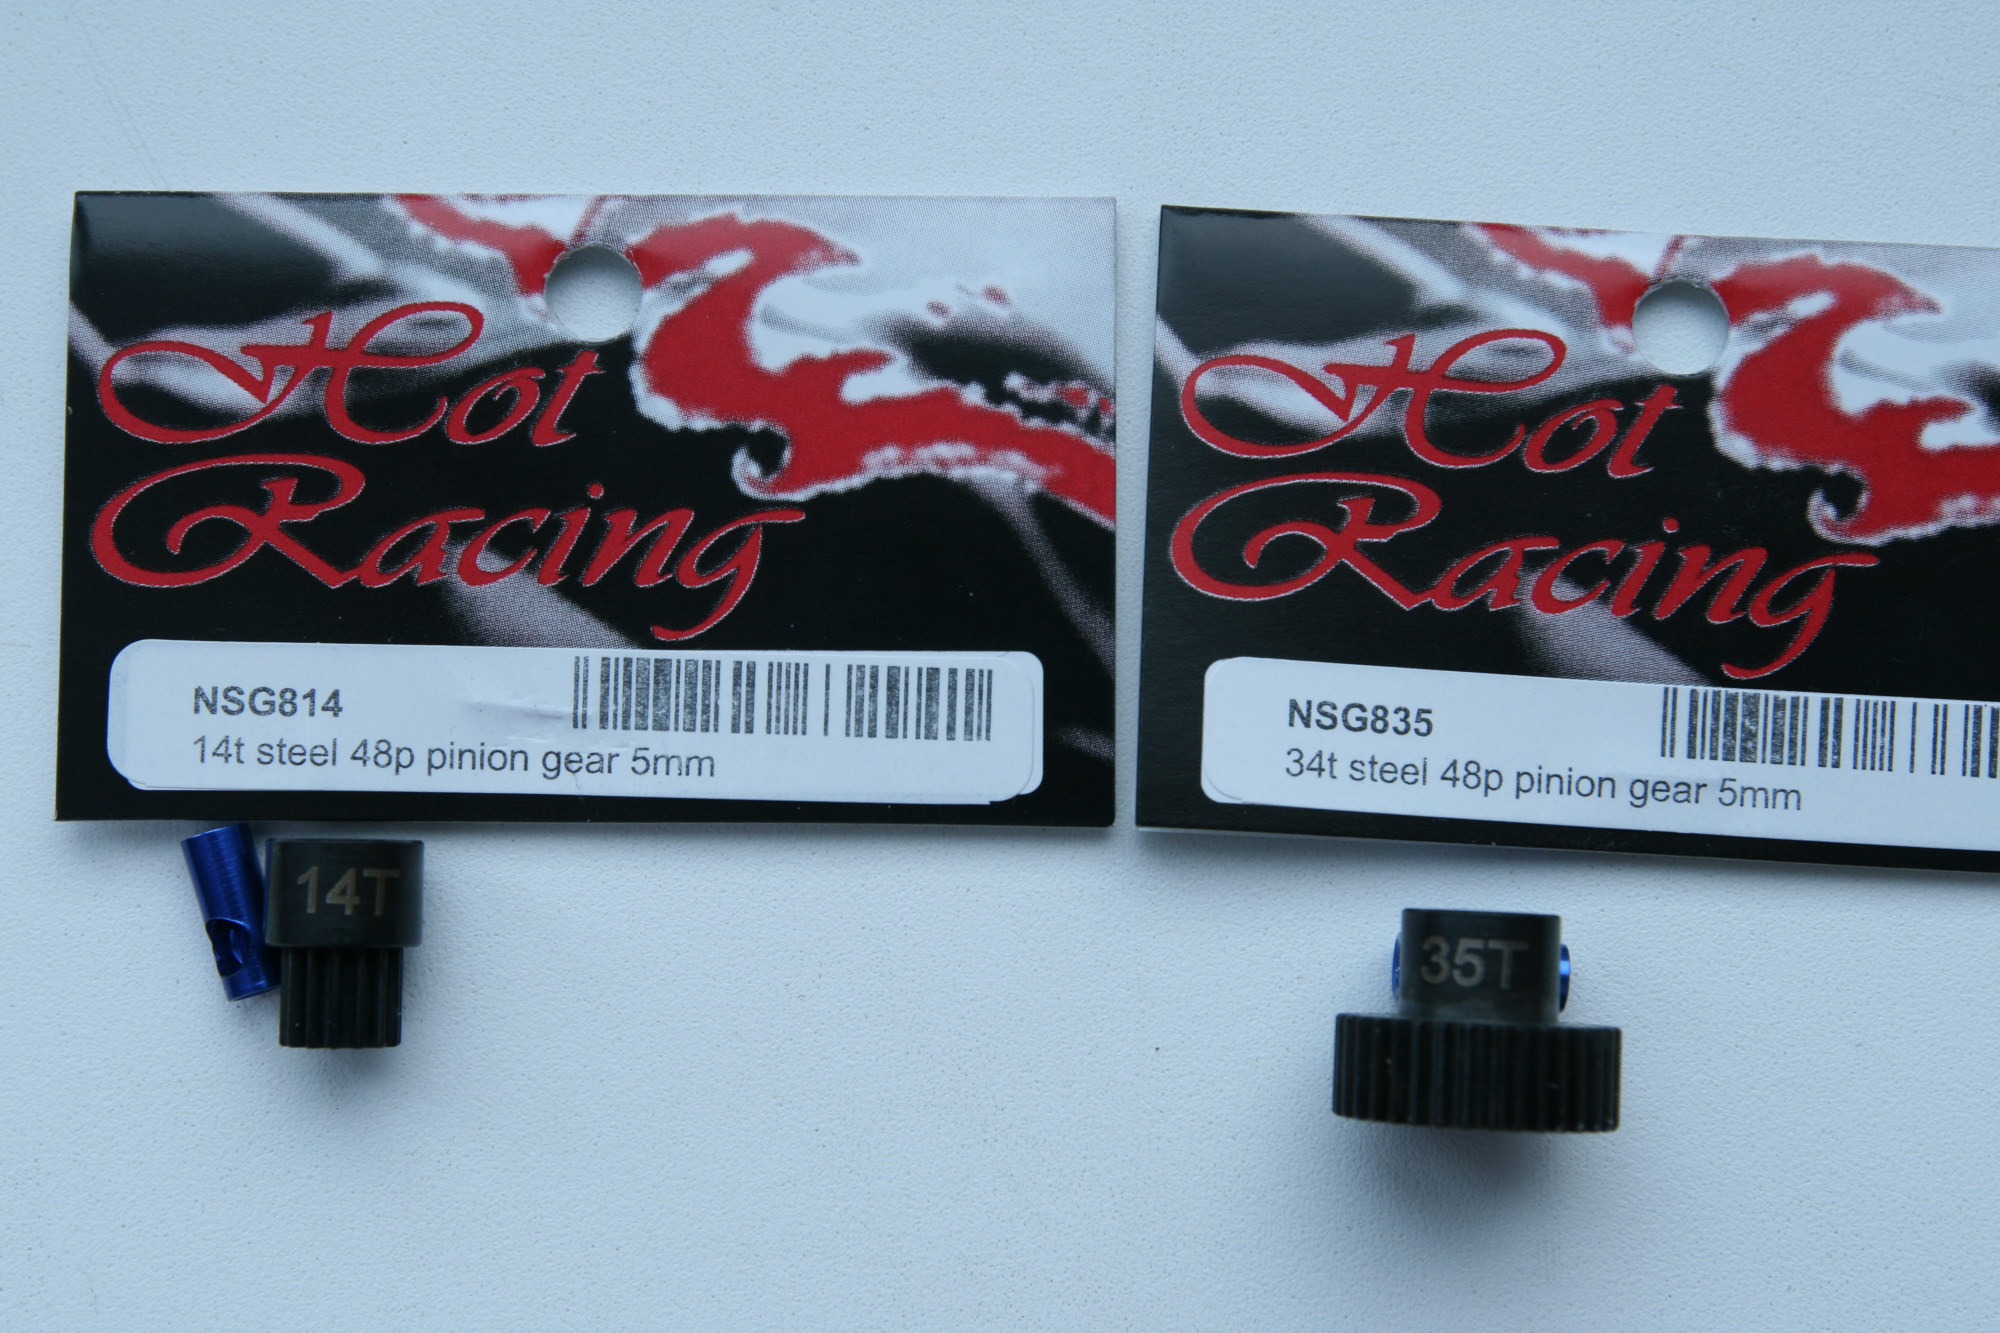 Hot
Racing
NSG814
14t steel 48p pinion gear 5mm
14T
Hot
Racing
NSG835
34t steel 48p pinion gear 5mm
35T